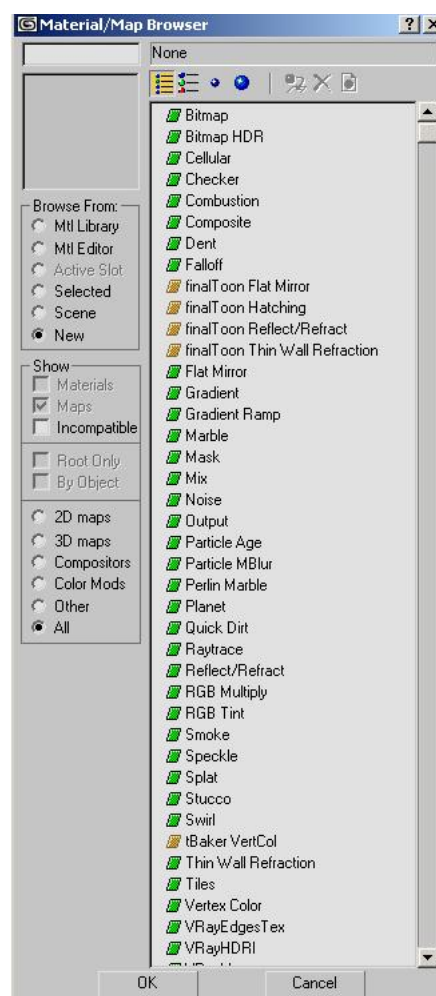 Material/Map Browser
None
Browse From:
Mtl Library
Mtl Editor
Active Slot
Selected
Scene
New
Show
Materials
Maps
Incompatible
Root Only
By Object
2D maps
3D maps
Compositors
Color Mods
Other
All
Bitmap
Bitmap HDR
Cellular
Checker
Combustion
Composite
Dent
Falloff
finalToon Flat Mirror
finalToon Hatching
finalToon Reflect/Refract
finalToon Thin Wall Refraction
Flat Mirror
Gradient
Gradient Ramp
Marble
Mask
Mix
Noise
Output
Particle Age
Particle MBlur
Perlin Marble
Planet
Quick Dirt
Raytrace
Reflect/Refract
RGB Multiply
RGB Tint
Smoke
Speckle
Splat
Stucco
Swirl
tBaker VertCol
Thin Wall Refraction
Tiles
Vertex Color
VRayEdgesTex
VRayHDRI
OK
Cancel